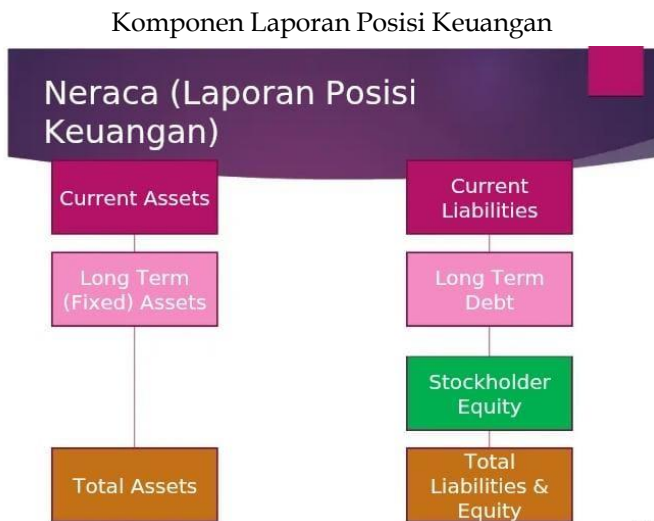 Komponen Laporan Posisi Keuangan
Neraca (Laporan Posisi
Keuangan)
Current Assets
Long Term
(Fixed) Assets
Total Assets
Current
Liabilities
Long Term
Debt
Stockholder
Equity
Total
Liabilities &
Equity